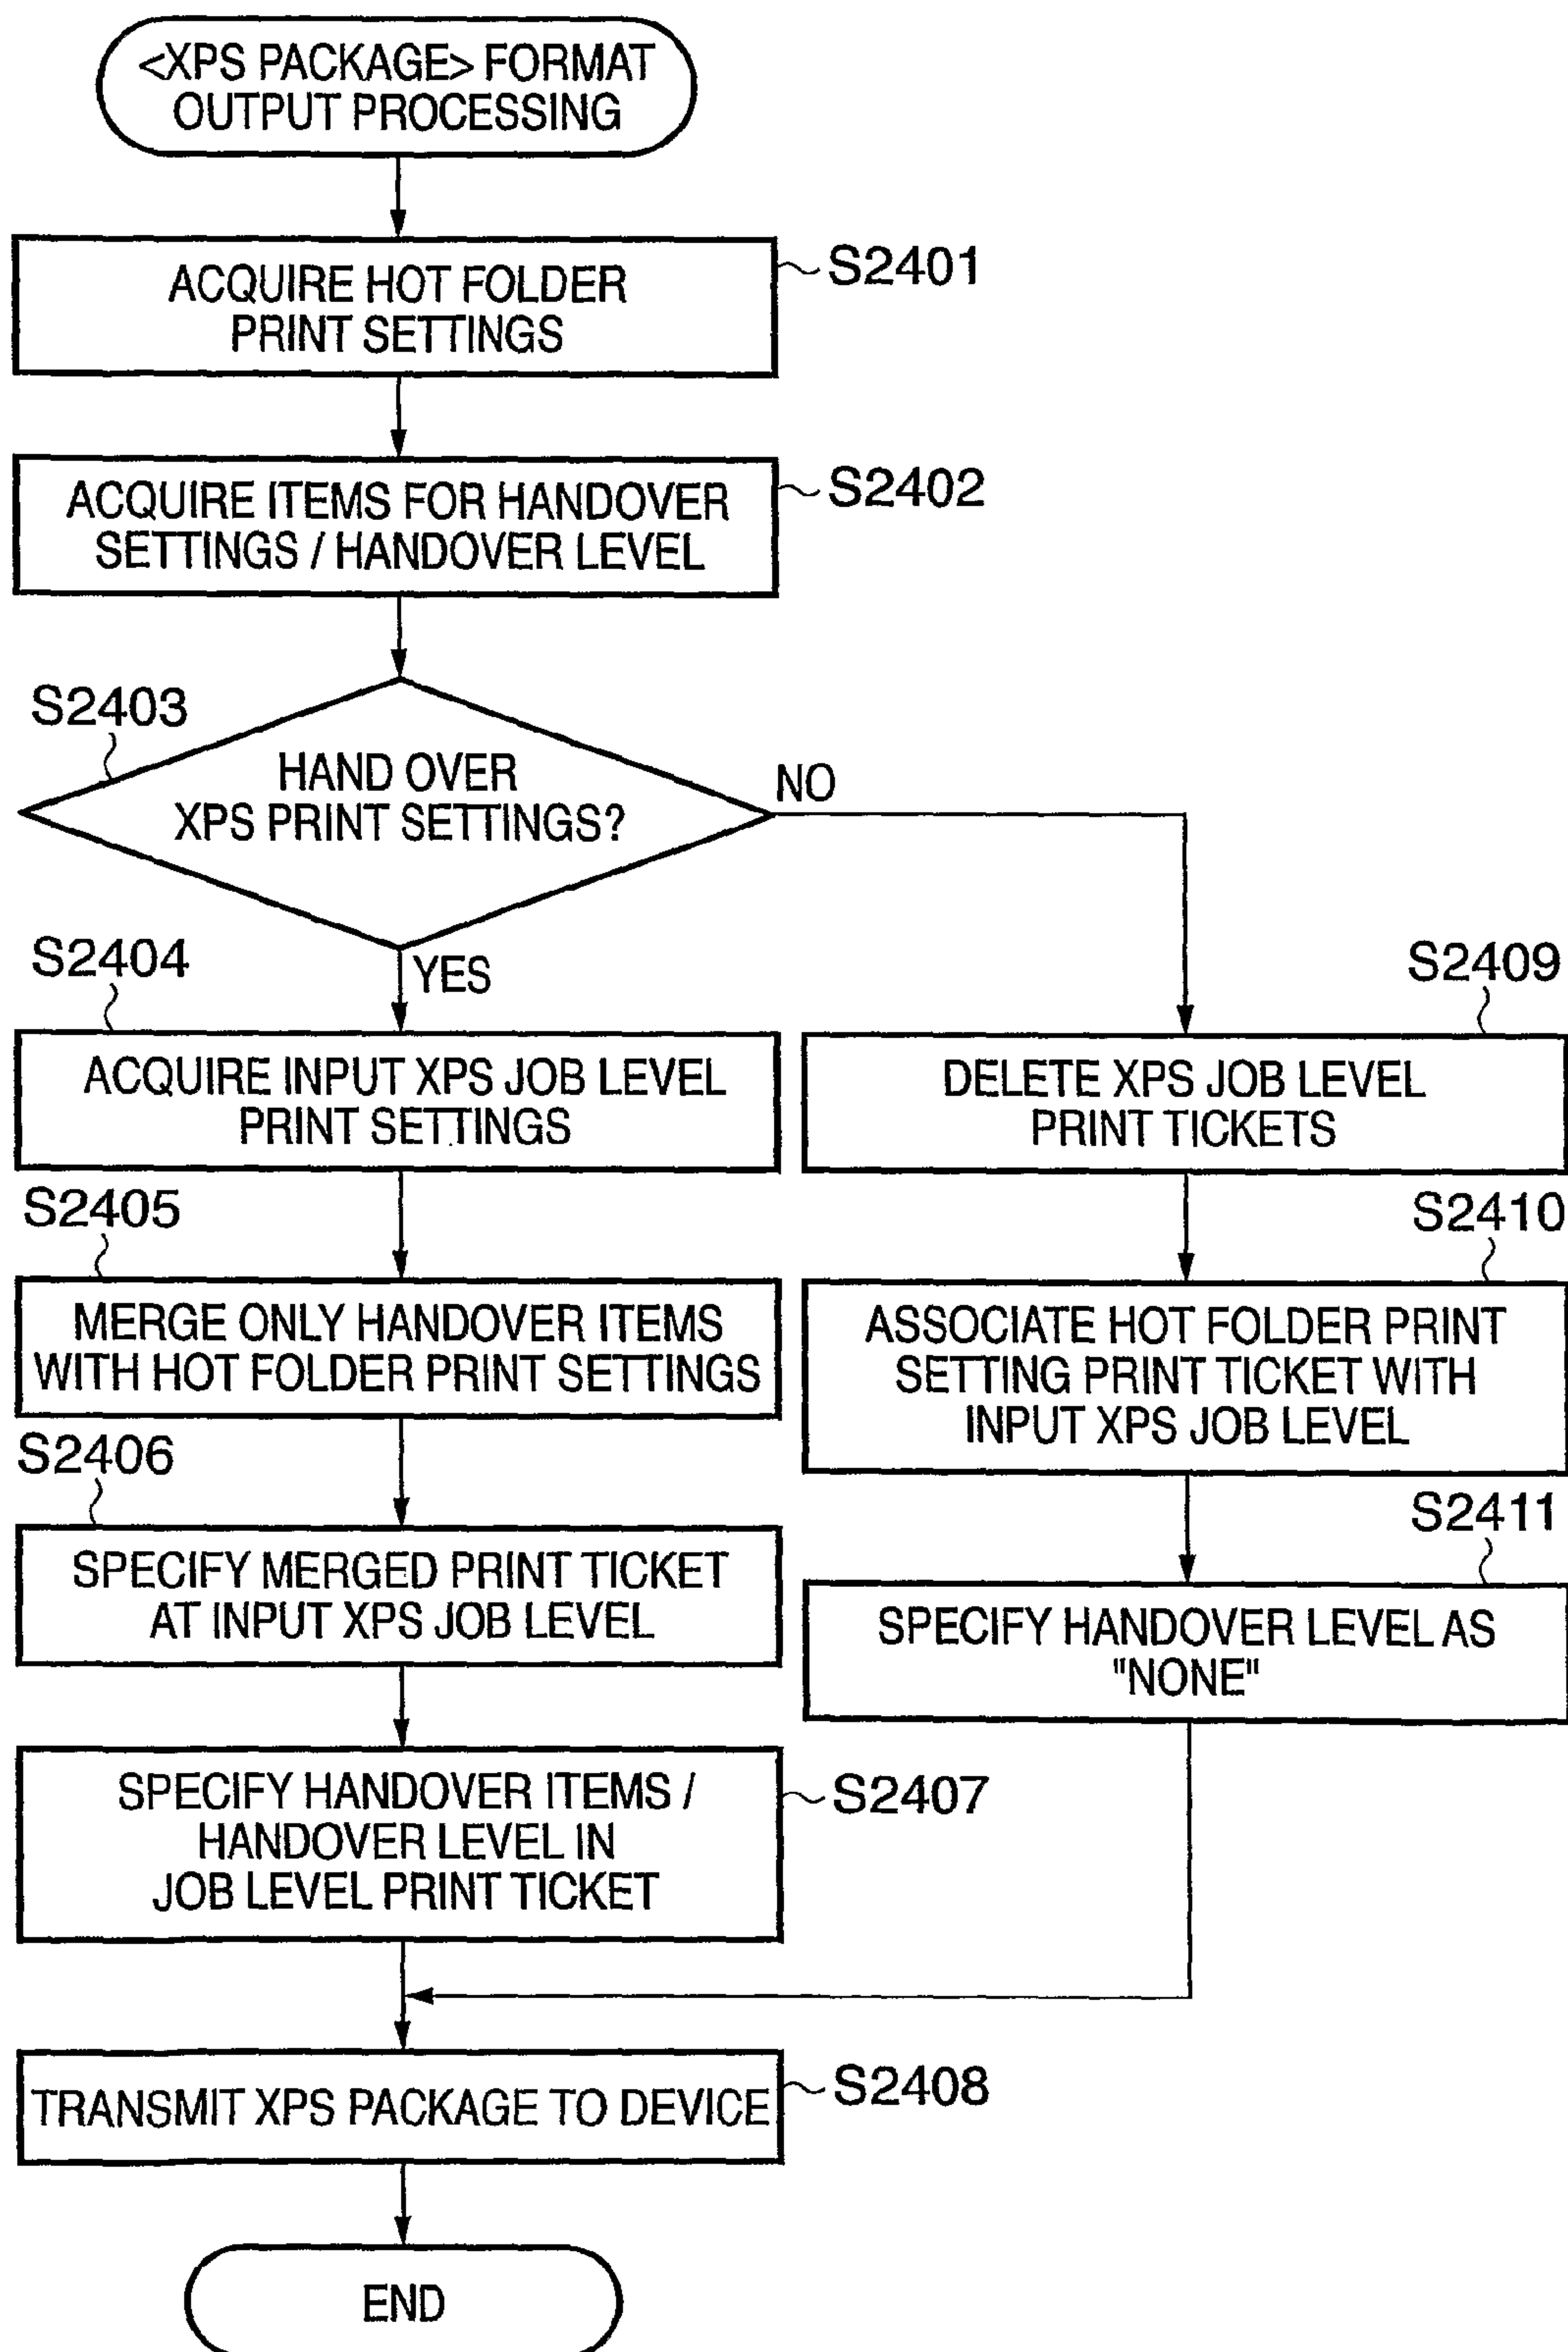 <XPS PACKAGE> FORMAT
OUTPUT PROCESSING
ACQUIRE HOT FOLDER
PRINT SETTINGS
S2401
ACQUIRE ITEMS FOR HANDOVER
SETTINGS / HANDOVER LEVEL
S2402
S2403
HAND OVER
XPS PRINT SETTINGS?
NO
YES
S2404
ACQUIRE INPUT XPS JOB LEVEL
PRINT SETTINGS
S2405
MERGE ONLY HANDOVER ITEMS
WITH HOT FOLDER PRINT SETTINGS
S2406
SPECIFY MERGED PRINT TICKET
AT INPUT XPS JOB LEVEL
SPECIFY HANDOVER ITEMS /
HANDOVER LEVEL IN
JOB LEVEL PRINT TICKET
S2407
S2409
DELETE XPS JOB LEVEL
PRINT TICKETS
S2410
ASSOCIATE HOT FOLDER PRINT
SETTING PRINT TICKET WITH
INPUT XPS JOB LEVEL
S2411
SPECIFY HANDOVER LEVEL AS
"NONE"
TRANSMIT XPS PACKAGE TO DEVICE
S2408
END